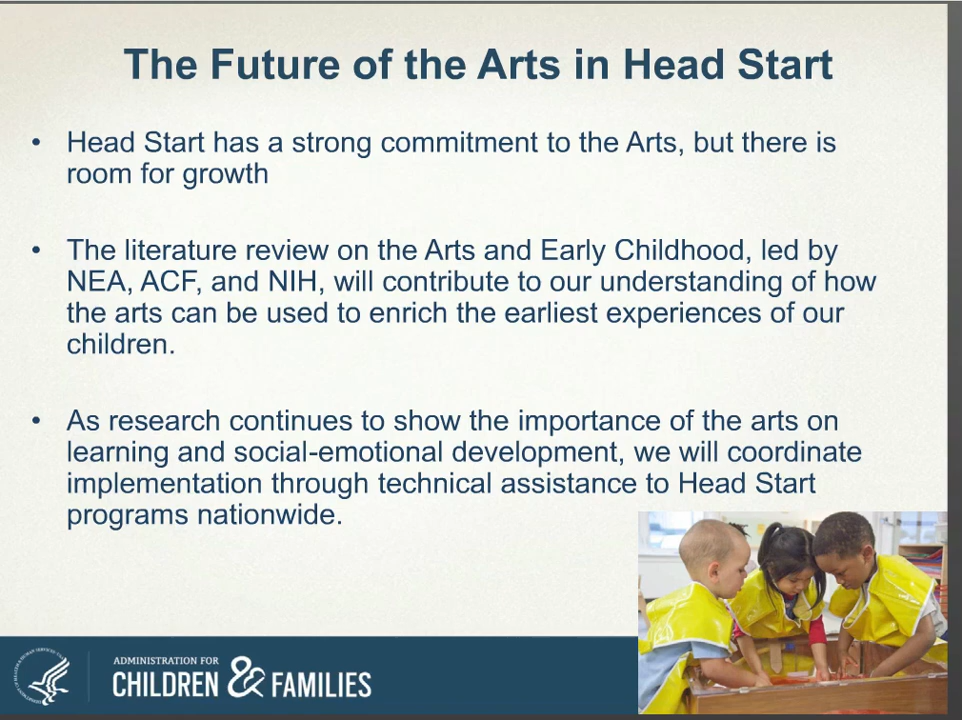 The Future of the Arts in Head Start
• Head Start has a strong commitment to the Arts, but there is
room for growth
• The literature review on the Arts and Early Childhood, led by
NEA, ACF, and NIH, will contribute to our understanding of how
the arts can be used to enrich the earliest experiences of our
children.
• As research continues to show the importance of the arts on
learning and social-emotional development, we will coordinate
implementation through technical assistance to Head Start
programs nationwide.
ADMINISTRATION FOR
CHILDREN & FAMILIES